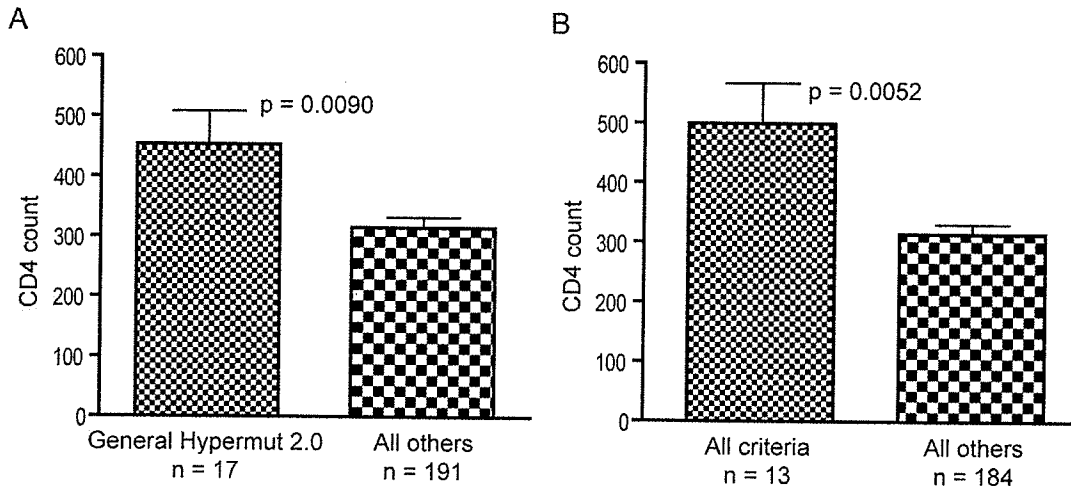 A
600
500
400
300
200
100
0
CD4 count
p = 0.0090
General Hypermut 2.0
n = 17
All others
n = 191
B
600
500
400
300
200
100
0
CD4 count
p = 0.0052
All criteria
n = 13
All others
n = 184